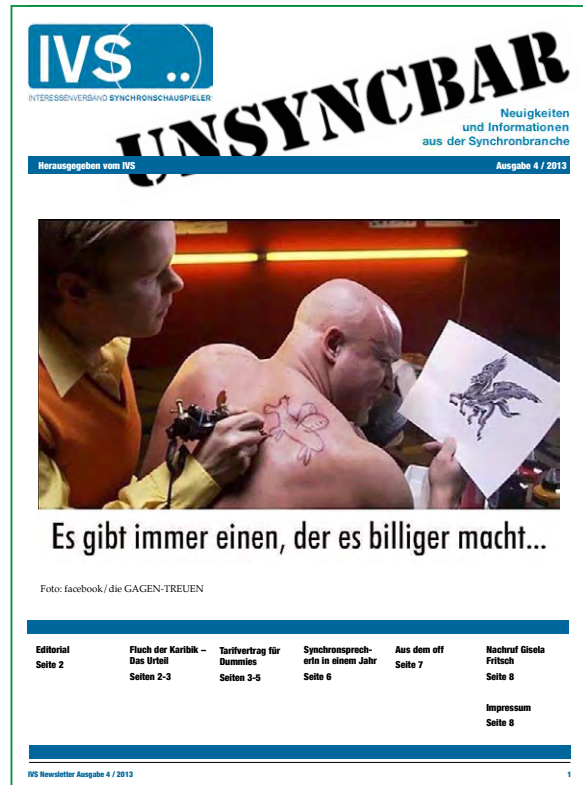 IVS
INTERESSENVERBAND SYNCHRONSCHAUSPIELER
UNSYNCBAR
Neuigkeiten
und Informationen
aus der Synchronbranche
Herausgegeben vom IVS
Ausgabe 4 / 2013
Es gibt immer einen, der es billiger macht...
Foto: facebook/die GAGEN-TREUEN
Editorial
Seite 2
Fluch der Karibik –
Das Urteil
Seiten 2-3
Tarifvertrag für
Dummies
Seiten 3-5
Synchronsprech-
erIn in einem Jahr
Seite 6
Aus dem off
Seite 7
Nachruf Gisela
Fritsch
Seite 8
Impressum
Seite 8
IVS Newsletter Ausgabe 4 / 2013
1